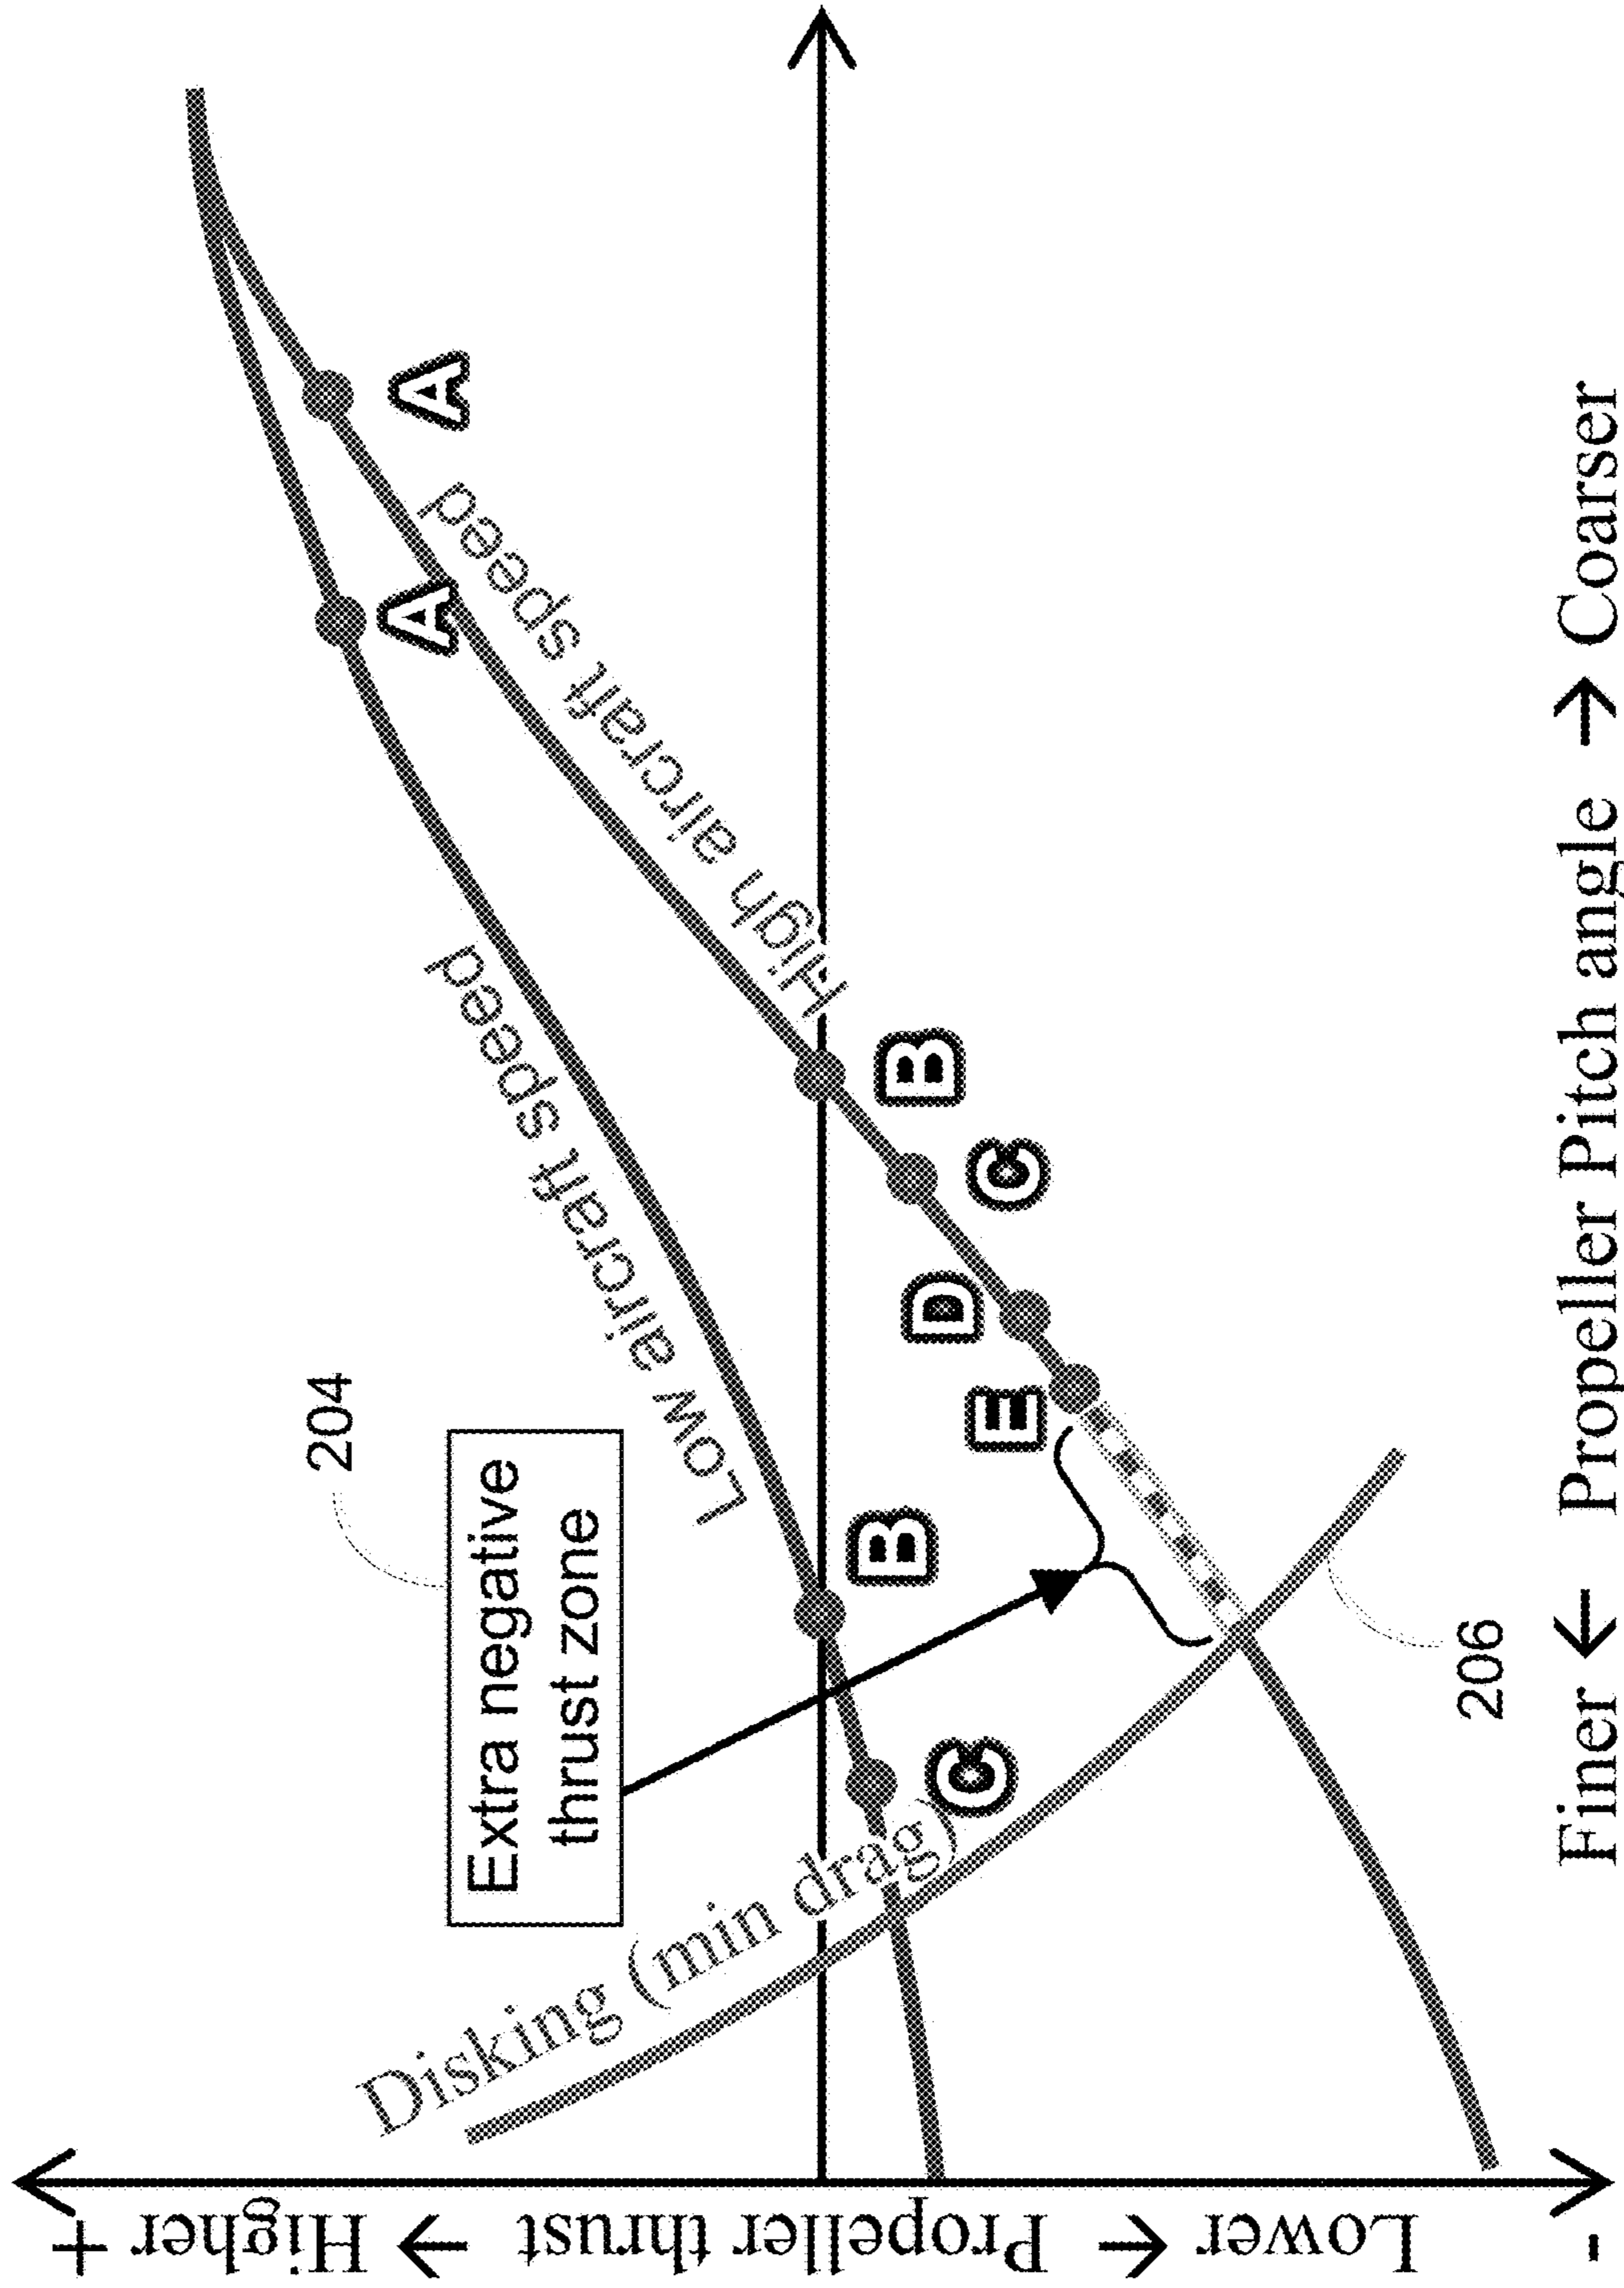 - Lower ← Propeller thrust → Higher +
Disking (min drag)
204
Extra negative
thrust zone
Low aircraft speed
High aircraft speed
A
A
B
B
C
C
D
E
206
Finer ← Propeller Pitch angle → Coarser